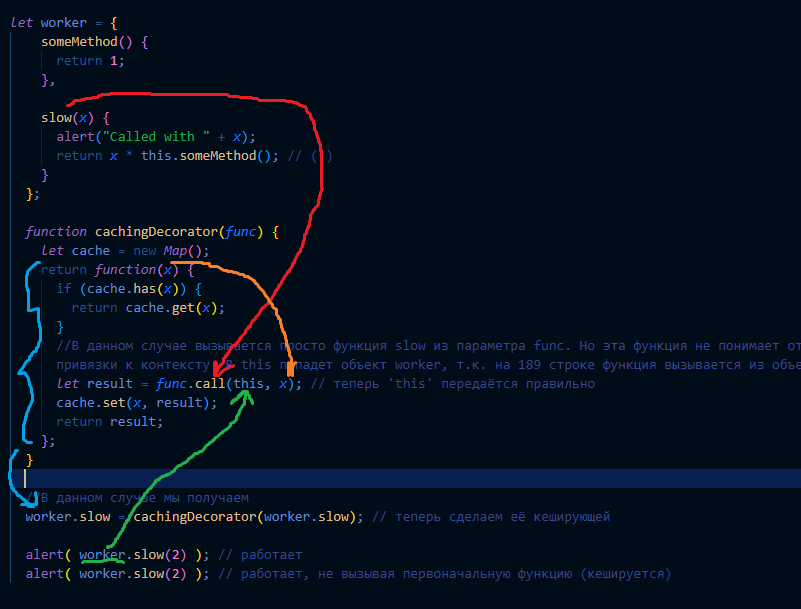 let worker = {
someMethod() {
return 1;
},
slow(x) {
alert("Called with " + x);
return x * this.someMethod(); // ( )
}
};
function cachingDecorator(func) {
let cache = new Map();
return function(x) {
if (cache.has(x)) {
return cache.get(x);
}
//В данном случае вызывается просто функция slow из параметра func. Но эта функция не понимает от
привязки к контексту. В this попадет объект worker, т.к. на 189 строке функция вызывается из объе
let result = func.call(this, x); // теперь 'this' передаётся правильно
cache.set(x, result);
return result;
};
}
//В данном случае мы получаем
worker.slow = cachingDecorator(worker.slow); // теперь сделаем её кеширующей
alert( worker.slow(2) ); // работает
alert( worker.slow(2) ); // работает, не вызывая первоначальную функцию (кешируется)